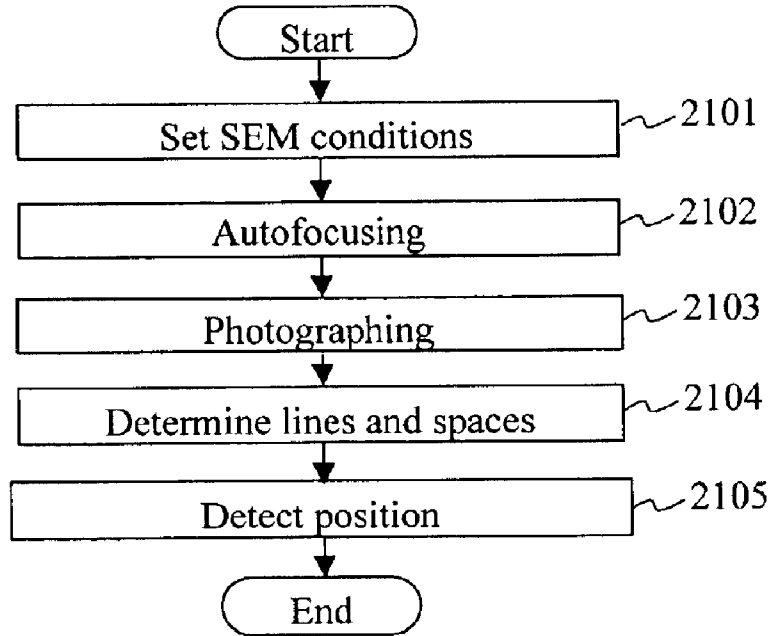 Start
Set SEM conditions
2101
Autofocusing
2102
Photographing
2103
Determine lines and spaces
2104
Detect position
2105
End